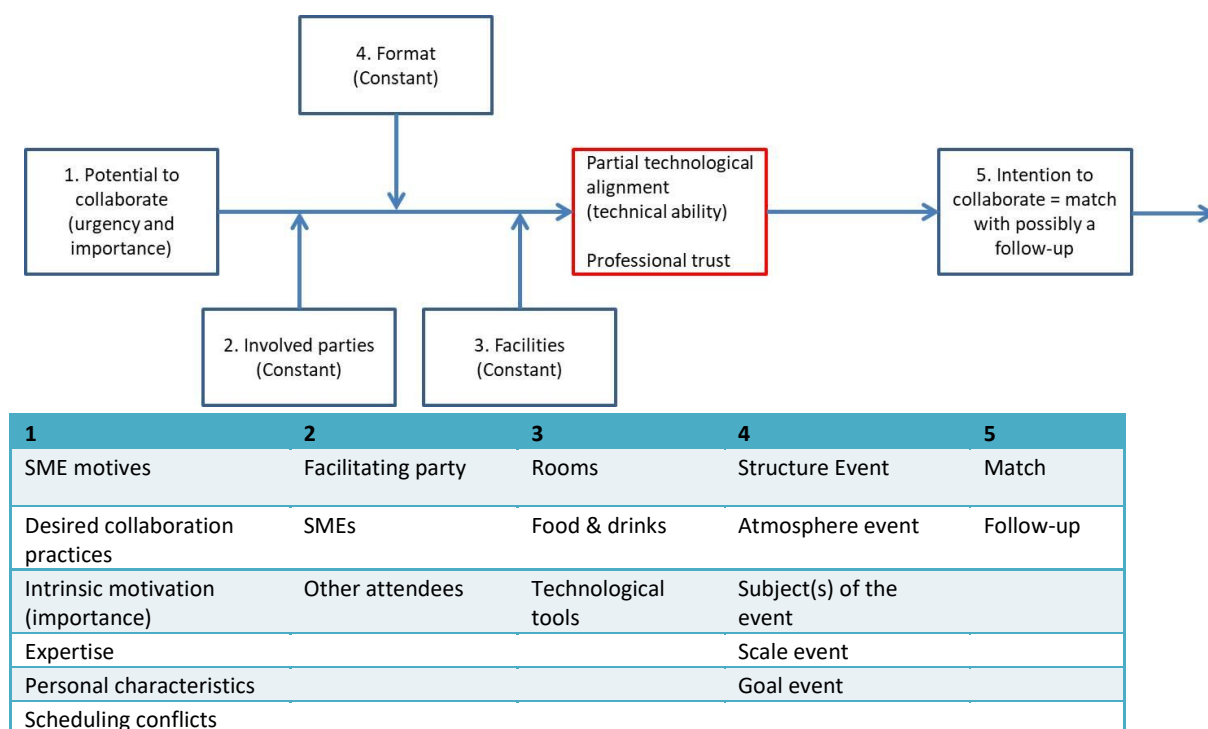 4. Format
(Constant)
1. Potential to
collaborate
(urgency and
importance)
Partial technological
alignment
(technical ability)
Professional trust
5. Intention to
collaborate = match
with possibly a
follow-up
2. Involved parties
(Constant)
3. Facilities
(Constant)
1 2 3 4 5
SME motives Facilitating party Rooms Structure Event Match
Desired collaboration SMEs Food & drinks Atmosphere event Follow-up
practices
Intrinsic motivation Other attendees Technological Subject(s) of the
(importance) tools event
Expertise Scale event
Personal characteristics Goal event
Scheduling conflicts